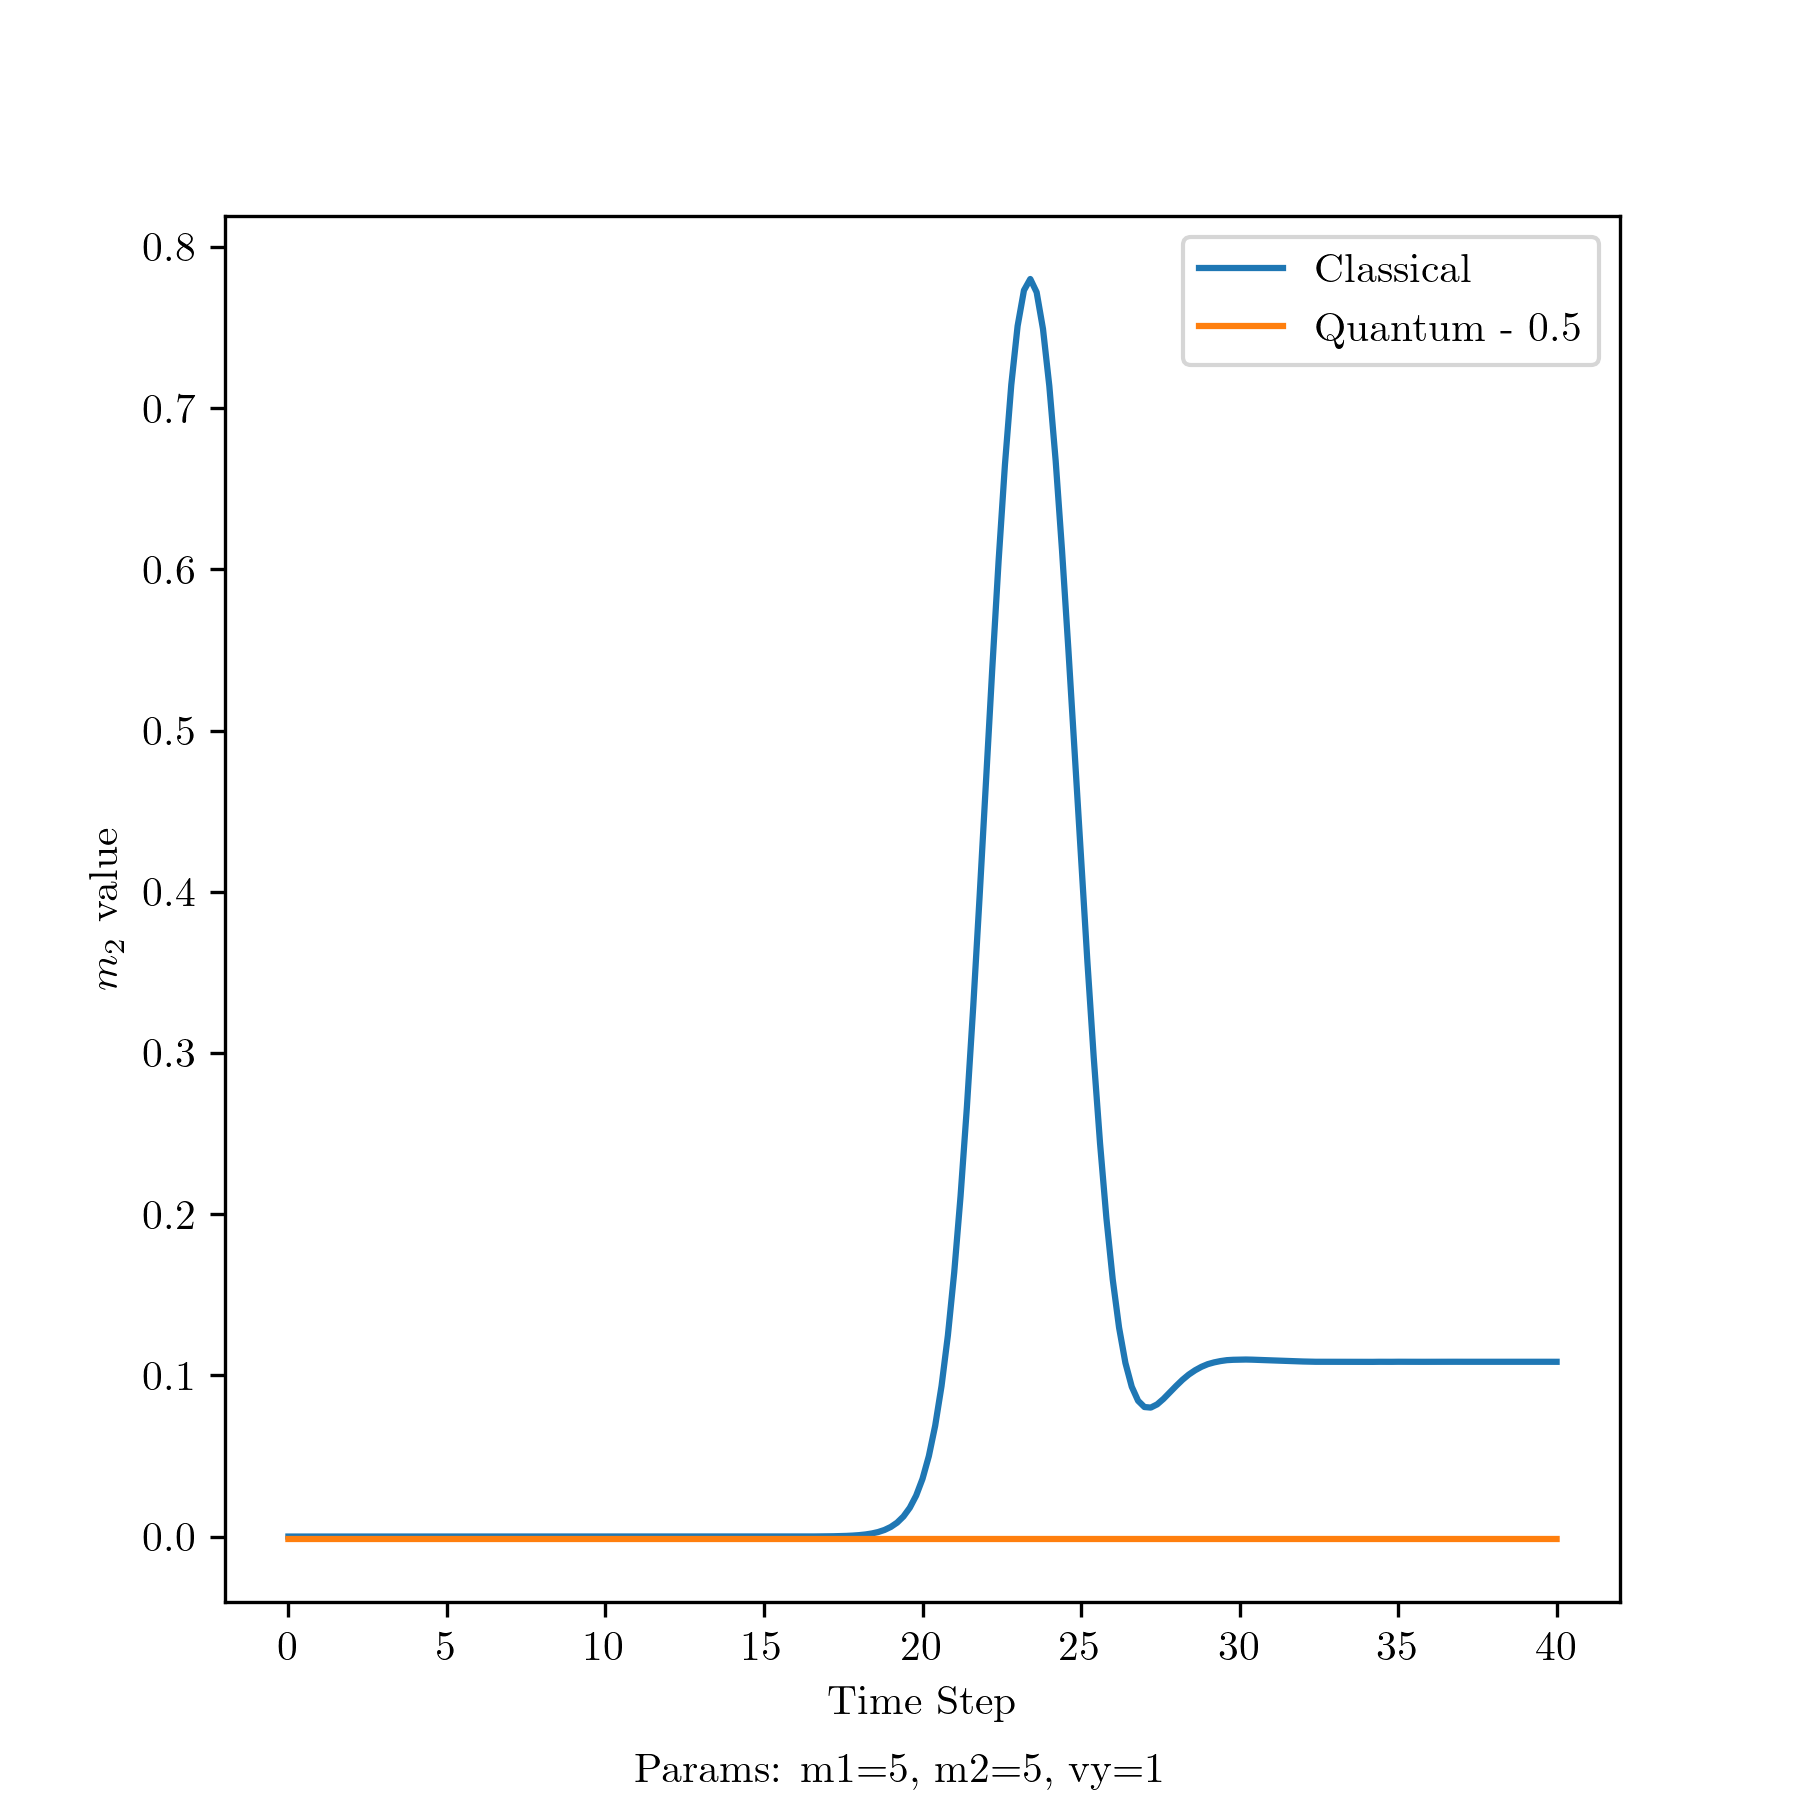 Classical
Quantum - 0.5
0.8
0.7
0.6
0.5
0.4
0.3
0.2
0.1
0.0
m₂ value
0 5 10 15 20 25 30 35 40
Time Step
Params: m1=5, m2=5, vy=1